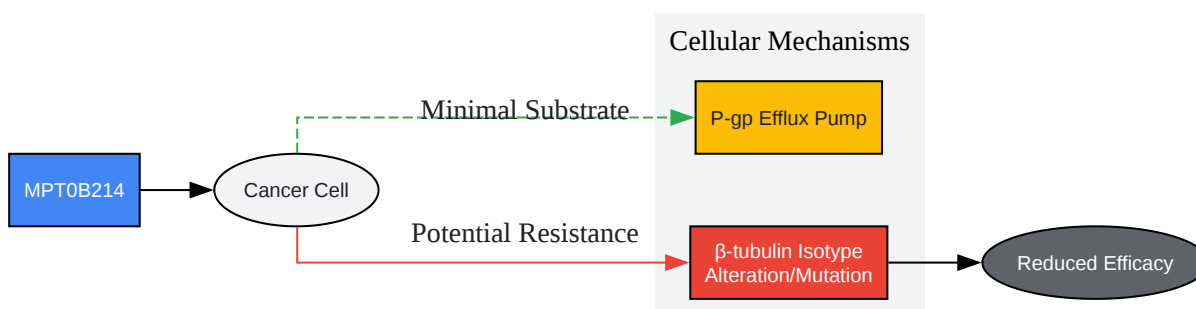 Cellular Mechanisms
Minimal Substrate
P-gp Efflux Pump
MPT0B214
Cancer Cell
Potential Resistance
β-tubulin Isotype
Alteration/Mutation
Reduced Efficacy